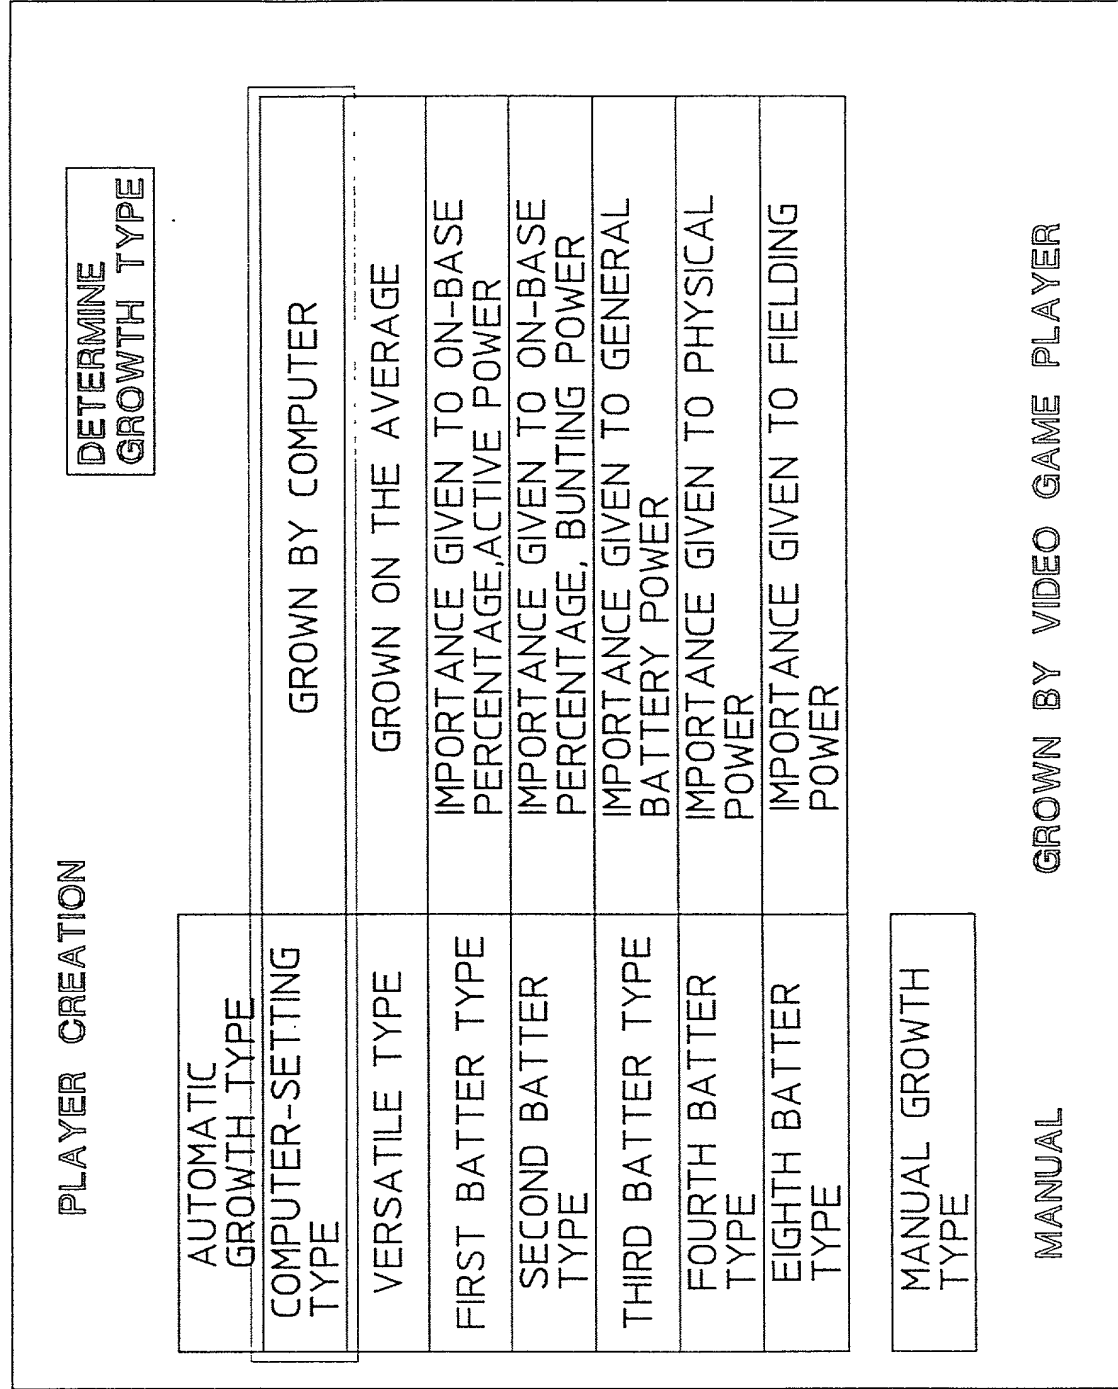 PLAYER CREATION
DETERMINE
GROWTH TYPE
AUTOMATIC
GROWTH TYPE
COMPUTER-SETTING
TYPE
GROWN BY COMPUTER
VERSATILE TYPE
GROWN ON THE AVERAGE
FIRST BATTER TYPE
IMPORTANCE GIVEN TO ON-BASE
PERCENTAGE,ACTIVE POWER
SECOND BATTER
TYPE
IMPORTANCE GIVEN TO ON-BASE
PERCENTAGE, BUNTING POWER
THIRD BATTER TYPE
IMPORTANCE GIVEN TO GENERAL
BATTERY POWER
FOURTH BATTER
TYPE
IMPORTANCE GIVEN TO PHYSICAL
POWER
EIGHTH BATTER
TYPE
IMPORTANCE GIVEN TO FIELDING
POWER
MANUAL GROWTH
TYPE
MANUAL
GROWN BY VIDEO GAME PLAYER